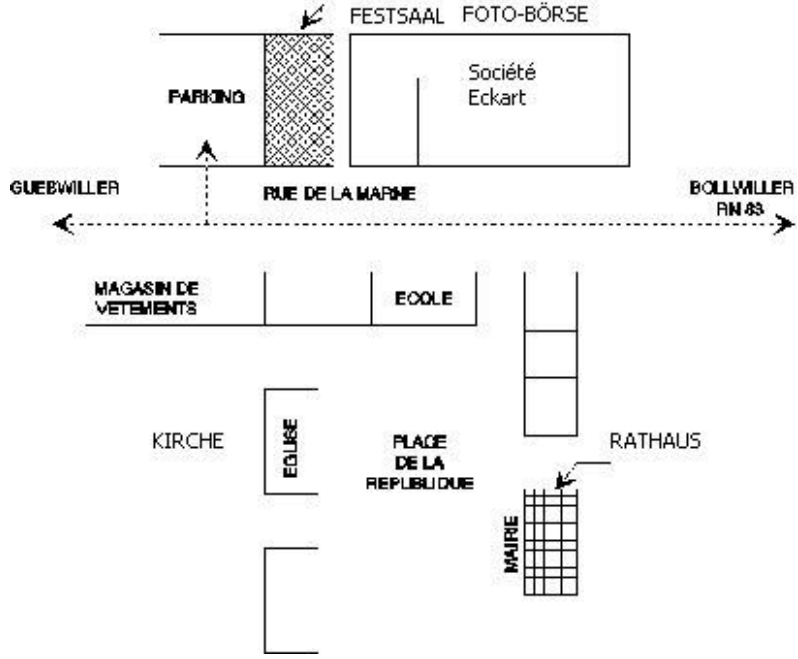 FESTSAAL FOTO-BÖRSE
Société
Eckart
PARKING
GUEBWILLER
RUE DE LA MARNE
BOLLWILLER
RN 83
MAGASIN DE
VETEMENTS
ECOLE
KIRCHE
EGLISE
PLACE
DE LA
REPUBLIQUE
RATHAUS
MAIRIE